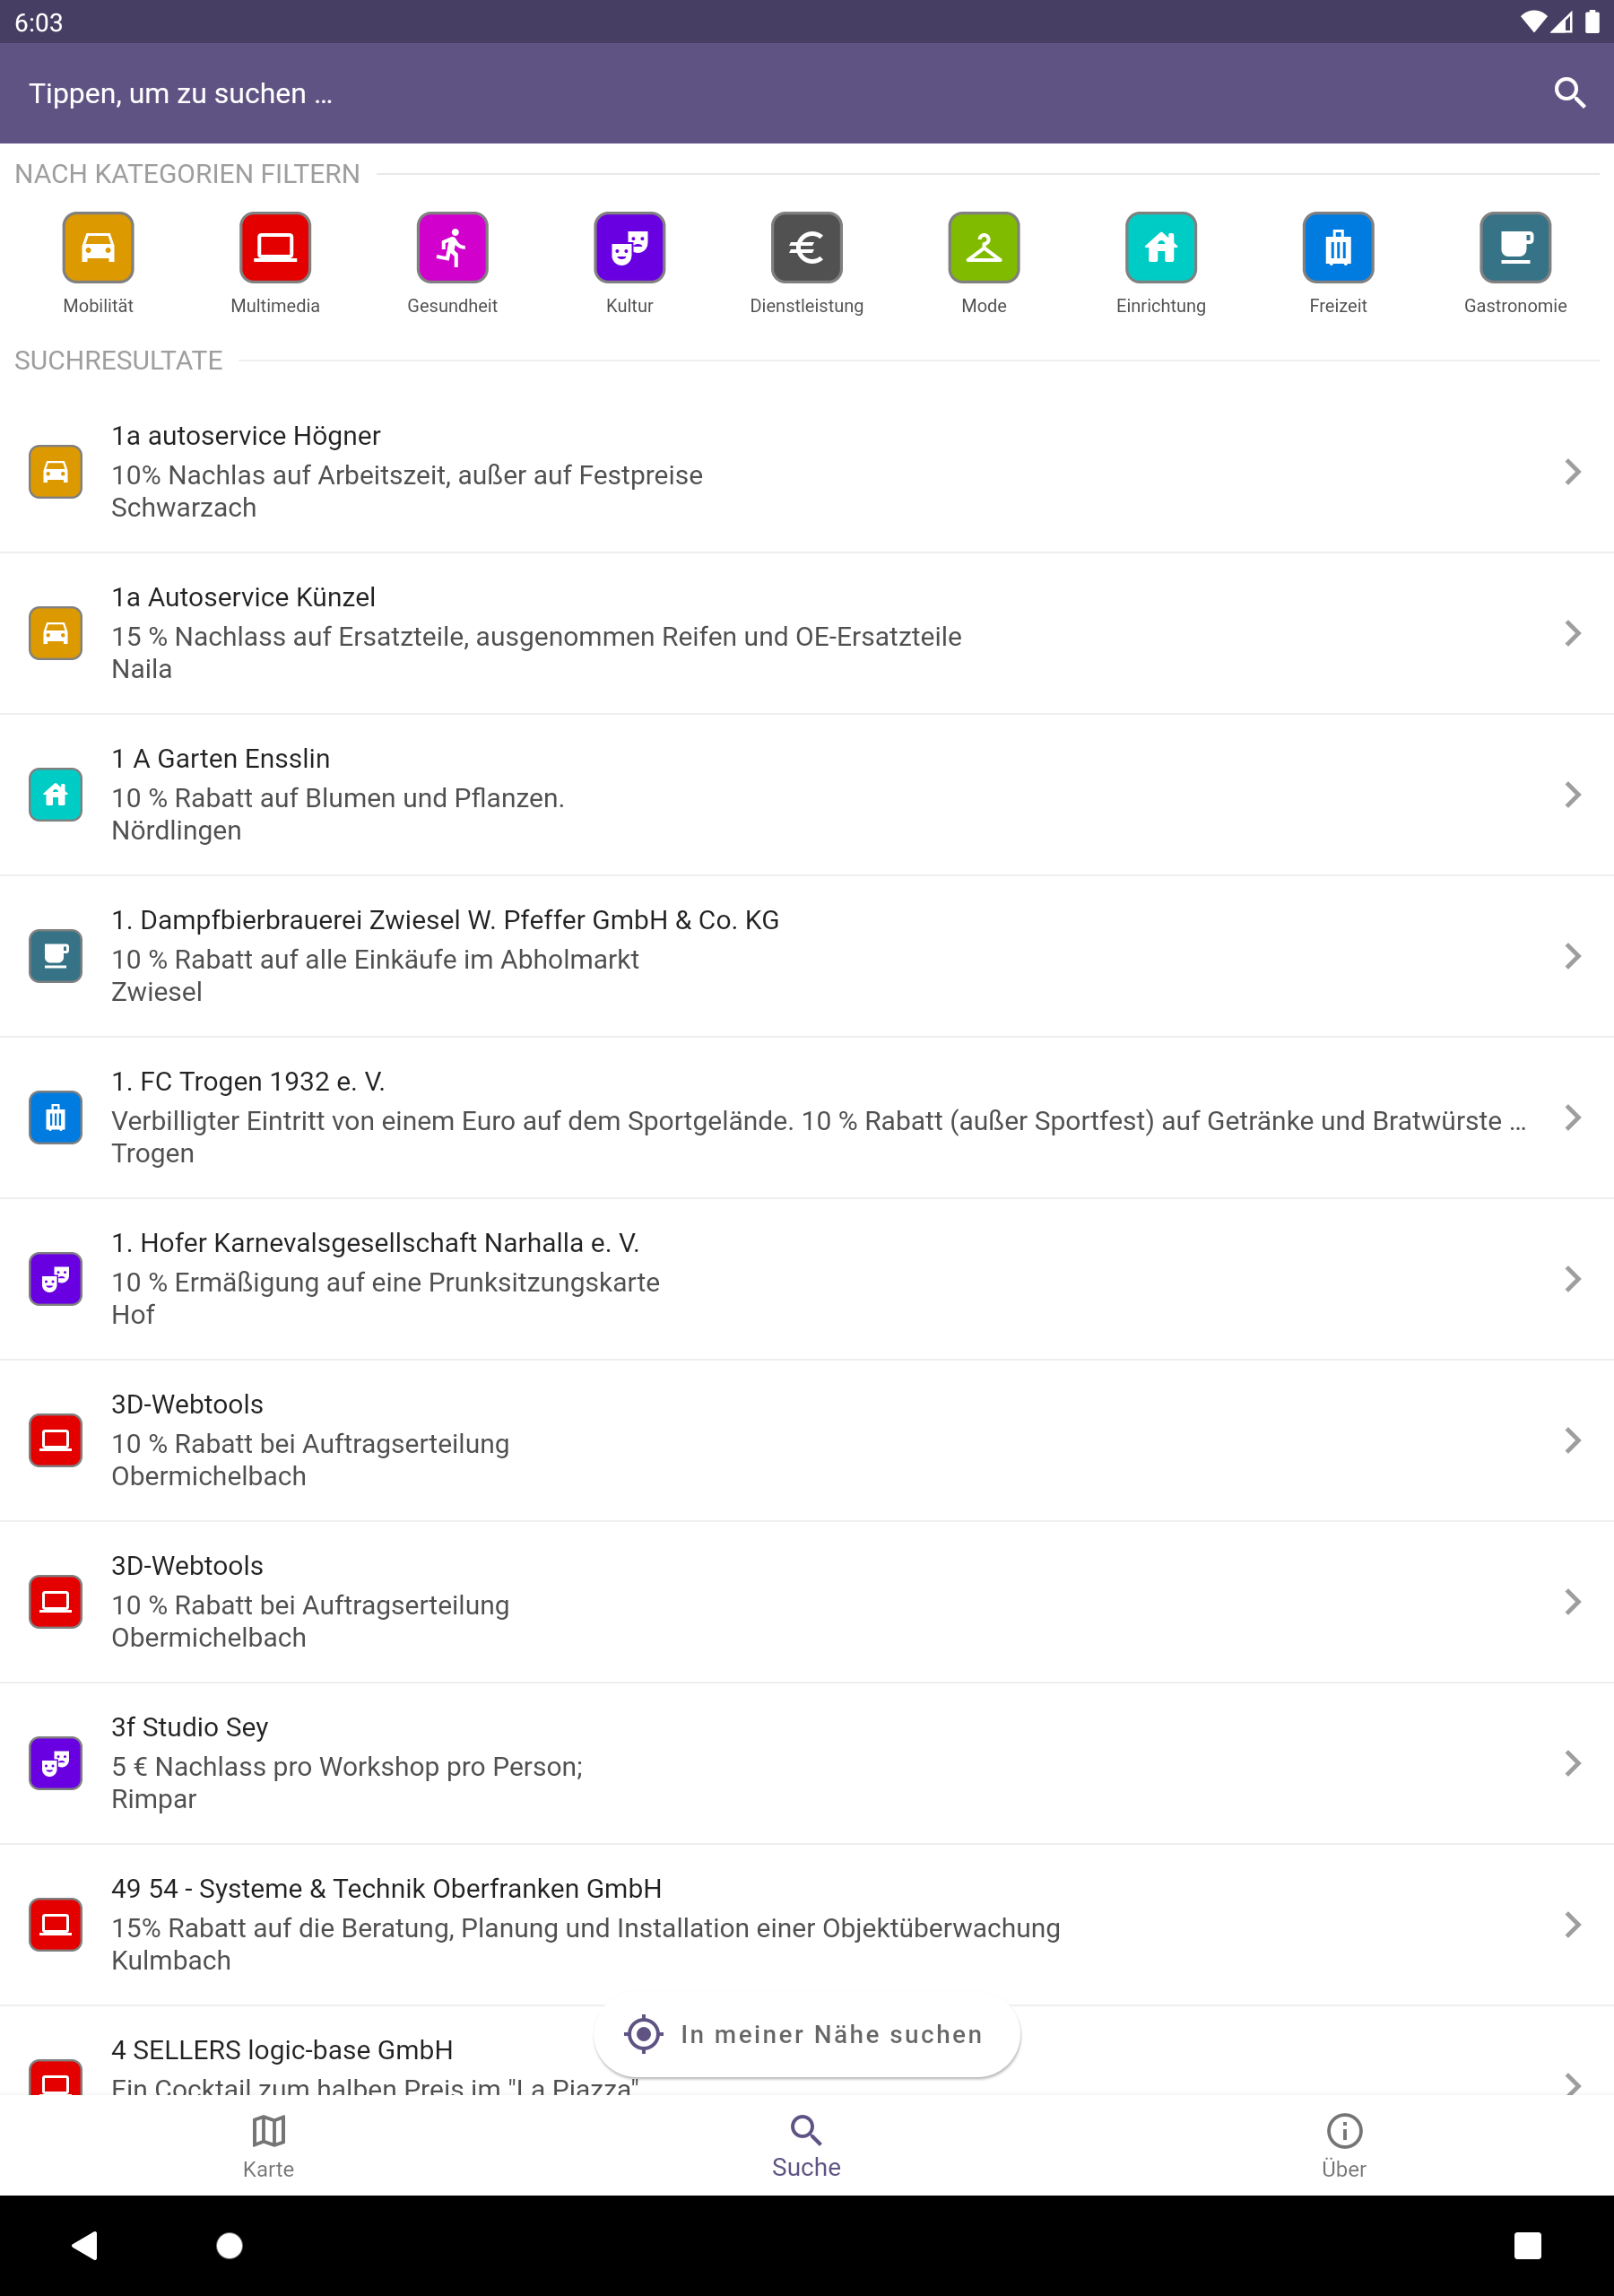 6:03
Tippen, um zu suchen …
NACH KATEGORIEN FILTERN
Mobilität
Multimedia
Gesundheit
Kultur
Dienstleistung
Mode
Einrichtung
Freizeit
Gastronomie
SUCHRESULTATE
1a autoservice Högner
10% Nachlas auf Arbeitszeit, außer auf Festpreise
Schwarzach
1a Autoservice Künzel
15 % Nachlass auf Ersatzteile, ausgenommen Reifen und OE-Ersatzteile
Naila
1 A Garten Ensslin
10 % Rabatt auf Blumen und Pflanzen.
Nördlingen
1. Dampfbierbrauerei Zwiesel W. Pfeffer GmbH & Co. KG
10 % Rabatt auf alle Einkäufe im Abholmarkt
Zwiesel
1. FC Trogen 1932 e. V.
Verbilligter Eintritt von einem Euro auf dem Sportgelände. 10 % Rabatt (außer Sportfest) auf Getränke und Bratwürste …
Trogen
1. Hofer Karnevalsgesellschaft Narhalla e. V.
10 % Ermäßigung auf eine Prunksitzungskarte
Hof
3D-Webtools
10 % Rabatt bei Auftragserteilung
Obermichelbach
3D-Webtools
10 % Rabatt bei Auftragserteilung
Obermichelbach
3f Studio Sey
5 € Nachlass pro Workshop pro Person;
Rimpar
49 54 - Systeme & Technik Oberfranken GmbH
15% Rabatt auf die Beratung, Planung und Installation einer Objektüberwachung
Kulmbach
4 SELLERS logic-base GmbH
Ein Cocktail zum halben Preis im "La Piazza"
In meiner Nähe suchen
Karte
Suche
Über